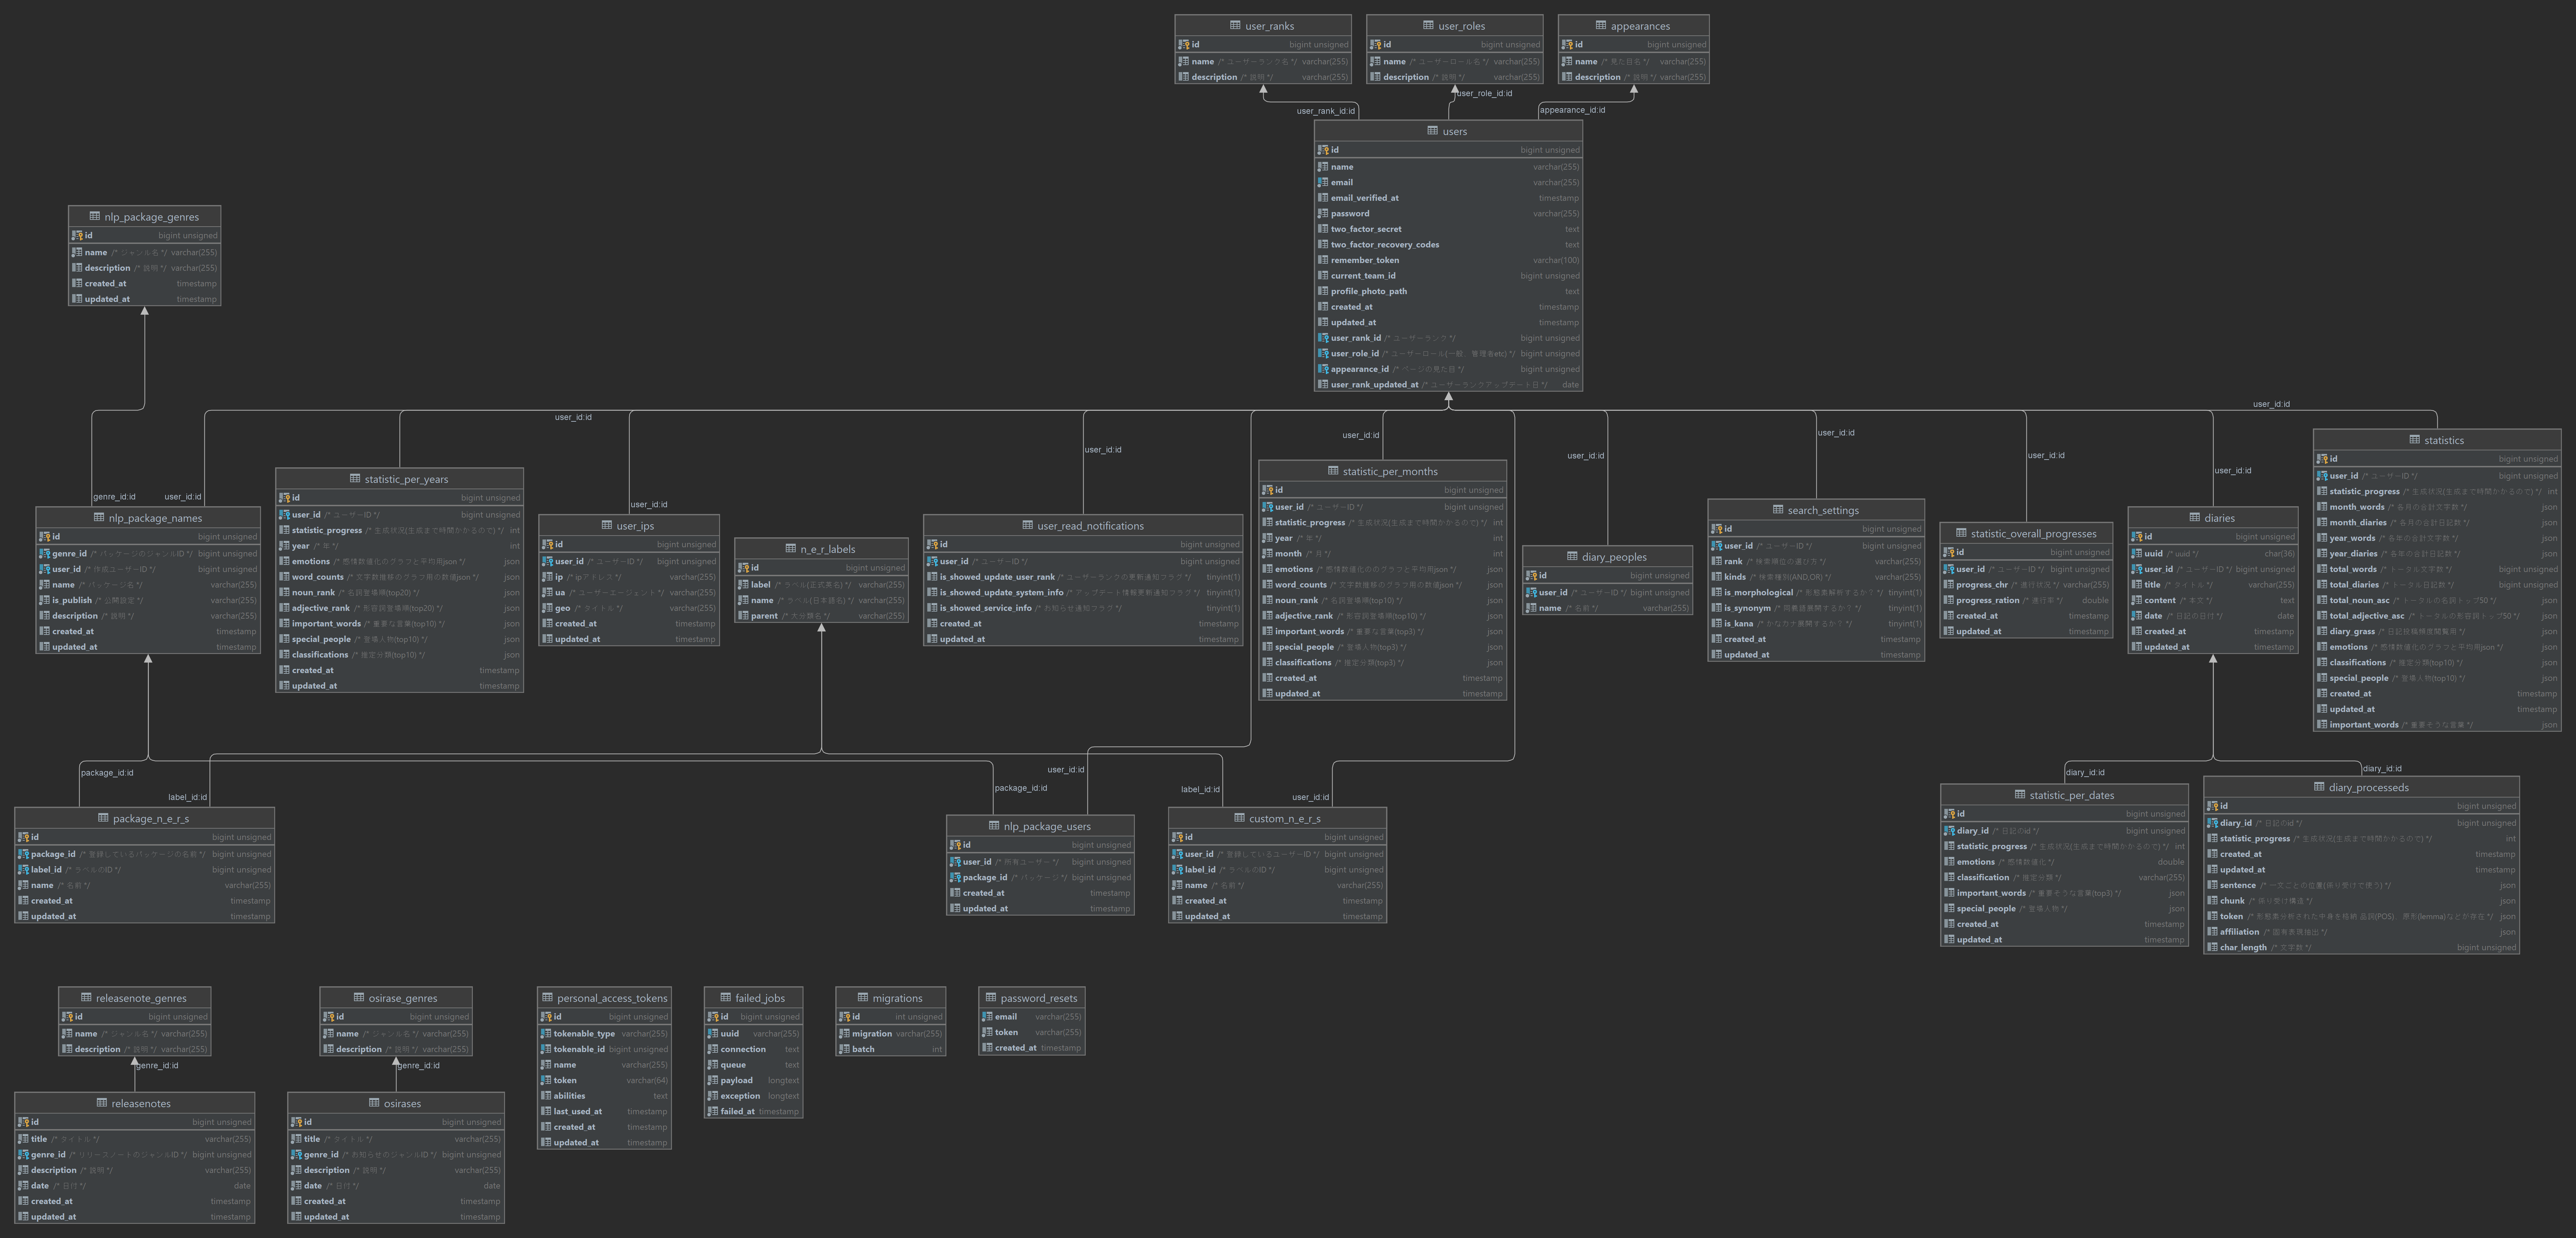 user_ranks
id bigint unsigned
name /* ユーザーランク名 */ varchar(255)
description /* 説明 */ varchar(255)
user_roles
id bigint unsigned
name /* ユーザーロール名 */ varchar(255)
description /* 説明 */ varchar(255)
appearances
id bigint unsigned
name /* 見た目名 */ varchar(255)
description /* 説明 */ varchar(255)
user_rank_id:id
user_role_id:id
appearance_id:id
users
id bigint unsigned
name varchar(255)
email varchar(255)
email_verified_at timestamp
password varchar(255)
two_factor_secret text
two_factor_recovery_codes text
remember_token varchar(100)
current_team_id bigint unsigned
profile_photo_path text
created_at timestamp
updated_at timestamp
user_rank_id /* ユーザーランク */ bigint unsigned
user_role_id /* ユーザーロール(一般、管理者etc) */ bigint unsigned
appearance_id /* ページの見た目 */ bigint unsigned
user_rank_updated_at /* ユーザーランクアップデート日 */ date
nlp_package_genres
id bigint unsigned
name /* ジャンル名 */ varchar(255)
description /* 説明 */ varchar(255)
created_at timestamp
updated_at timestamp
genre_id:id
user_id:id
user_id:id
user_id:id
user_id:id
user_id:id
user_id:id
user_id:id
user_id:id
user_id:id
user_id:id
nlp_package_names
id bigint unsigned
genre_id /* パッケージのジャンルID */ bigint unsigned
user_id /* 作成ユーザーID */ bigint unsigned
name /* パッケージ名 */ varchar(255)
is_publish /* 公開設定 */ varchar(255)
description /* 説明 */ varchar(255)
created_at timestamp
updated_at timestamp
statistic_per_years
id bigint unsigned
user_id /* ユーザーID */ bigint unsigned
statistic_progress /* 生成状況(生成まで時間かかるので) */ int
year /* 年 */ int
emotions /* 感情数値化のグラフと平均用json */ json
word_counts /* 文字数推移のグラフ用の数値json */ json
noun_rank /* 名詞登場順(top20) */ json
adjective_rank /* 形容詞登場順(top20) */ json
important_words /* 重要な言葉(top10) */ json
special_people /* 登場人物(top10) */ json
classifications /* 推定分類(top10) */ json
created_at timestamp
updated_at timestamp
user_ips
id bigint unsigned
user_id /* ユーザーID */ bigint unsigned
ip /* ipアドレス */ varchar(255)
ua /* ユーザーエージェント */ varchar(255)
geo /* タイトル */ varchar(255)
created_at timestamp
updated_at timestamp
n_e_r_labels
id bigint unsigned
label /* ラベル(正式表名) */ varchar(255)
name /* ラベル(日本語名) */ varchar(255)
parent /* 大分類名 */ varchar(255)
user_read_notifications
id bigint unsigned
user_id /* ユーザーID */ bigint unsigned
is_showed_update_user_rank /* ユーザーランクの更新通知フラグ */ tinyint(1)
is_showed_update_system_info /* アップデート情報更新通知フラグ */ tinyint(1)
is_showed_service_info /* お知らせ通知フラグ */ tinyint(1)
created_at timestamp
updated_at timestamp
statistic_per_months
id bigint unsigned
user_id /* ユーザーID */ bigint unsigned
statistic_progress /* 生成状況(生成まで時間かかるので) */ int
year /* 年 */ int
month /* 月 */ int
emotions /* 感情数値化ののグラフと平均用json */ json
word_counts /* 文字数推移のグラフ用の数値json */ json
noun_rank /* 名詞登場順(top10) */ json
adjective_rank /* 形容詞登場順(top10) */ json
important_words /* 重要な言葉(top3) */ json
special_people /* 登場人物(top3) */ json
classifications /* 推定分類(top3) */ json
created_at timestamp
updated_at timestamp
diary_peoples
id bigint unsigned
user_id /* ユーザーID */ bigint unsigned
name /* 名前 */ varchar(255)
search_settings
id bigint unsigned
user_id /* ユーザーID */ bigint unsigned
rank /* 検索順位の選び方 */ varchar(255)
kinds /* 検索種別(AND,OR) */ varchar(255)
is_morphological /* 形態素解析するか？ */ tinyint(1)
is_synonym /* 同義語展開するか？ */ tinyint(1)
is_kana /* かなカナ展開するか？ */ tinyint(1)
created_at timestamp
updated_at timestamp
statistic_overall_progresses
id bigint unsigned
user_id /* ユーザーID */ bigint unsigned
progress_chr /* 進行状況 */ varchar(255)
progress_ration /* 進行率 */ double
created_at timestamp
updated_at timestamp
diaries
id bigint unsigned
uuid /* uuid */ char(36)
user_id /* ユーザーID */ bigint unsigned
title /* タイトル */ varchar(255)
content /* 本文 */ text
date /* 日記の日付 */ date
created_at timestamp
updated_at timestamp
statistics
id bigint unsigned
user_id /* ユーザーID */ bigint unsigned
statistic_progress /* 生成状況(生成まで時間かかるので) */ int
month_words /* 各月の合計文字数 */ json
month_diaries /* 各月の合計日記数 */ json
year_words /* 各年の合計文字数 */ json
year_diaries /* 各年の合計日記数 */ json
total_words /* トータル文字数 */ bigint unsigned
total_diaries /* トータル日記数 */ bigint unsigned
total_noun_asc /* トータルの名詞トップ50 */ json
total_adjective_asc /* トータルの形容詞トップ50 */ json
diary_grass /* 日記投稿頻度閲覧用 */ json
emotions /* 感情数値化のグラフと平均用json */ json
classifications /* 推定分類(top10) */ json
special_people /* 登場人物(top10) */ json
created_at timestamp
updated_at timestamp
important_words /* 重要そうな言葉 */ json
package_id:id
label_id:id
package_id:id
user_id:id
label_id:id
user_id:id
diary_id:id
diary_id:id
package_n_e_r_s
id bigint unsigned
package_id /* 登録しているパッケージの名前 */ bigint unsigned
label_id /* ラベルのID */ bigint unsigned
name /* 名前 */ varchar(255)
created_at timestamp
updated_at timestamp
nlp_package_users
id bigint unsigned
user_id /* 所有ユーザー */ bigint unsigned
package_id /* パッケージ */ bigint unsigned
created_at timestamp
updated_at timestamp
custom_n_e_r_s
id bigint unsigned
user_id /* 登録しているユーザーID */ bigint unsigned
label_id /* ラベルのID */ bigint unsigned
name /* 名前 */ varchar(255)
created_at timestamp
updated_at timestamp
statistic_per_dates
id bigint unsigned
diary_id /* 日記のid */ bigint unsigned
statistic_progress /* 生成状況(生成まで時間かかるので) */ int
emotions /* 感情数値化 */ double
classification /* 推定分類 */ varchar(255)
important_words /* 重要そうな言葉(top3) */ json
special_people /* 登場人物 */ json
created_at timestamp
updated_at timestamp
diary_processeds
id bigint unsigned
diary_id /* 日記のid */ bigint unsigned
statistic_progress /* 生成状況(生成まで時間かかるので) */ int
created_at timestamp
updated_at timestamp
sentence /* 一文ごとの位置(係り受けで使う) */ json
chunk /* 係り受け構造 */ json
token /* 形態素分析された中身を格納 品詞(POS)、原形(lemma)などが存在 */ json
affiliation /* 固有表現抽出 */ json
char_length /* 文字数 */ bigint unsigned
releasenote_genres
id bigint unsigned
name /* ジャンル名 */ varchar(255)
description /* 説明 */ varchar(255)
genre_id:id
osirase_genres
id bigint unsigned
name /* ジャンル名 */ varchar(255)
description /* 説明 */ varchar(255)
genre_id:id
personal_access_tokens
id bigint unsigned
tokenable_type varchar(255)
tokenable_id bigint unsigned
name varchar(255)
token varchar(64)
abilities text
last_used_at timestamp
created_at timestamp
updated_at timestamp
failed_jobs
id bigint unsigned
uuid varchar(255)
connection text
queue text
payload longtext
exception longtext
failed_at timestamp
migrations
id int unsigned
migration varchar(255)
batch int
password_resets
email varchar(255)
token varchar(255)
created_at timestamp
releasenotes
id bigint unsigned
title /* タイトル */ varchar(255)
genre_id /* リリースノートのジャンルID */ bigint unsigned
description /* 説明 */ varchar(255)
date /* 日付 */ date
created_at timestamp
updated_at timestamp
osirases
id bigint unsigned
title /* タイトル */ varchar(255)
genre_id /* お知らせのジャンルID */ bigint unsigned
description /* 説明 */ varchar(255)
date /* 日付 */ date
created_at timestamp
updated_at timestamp